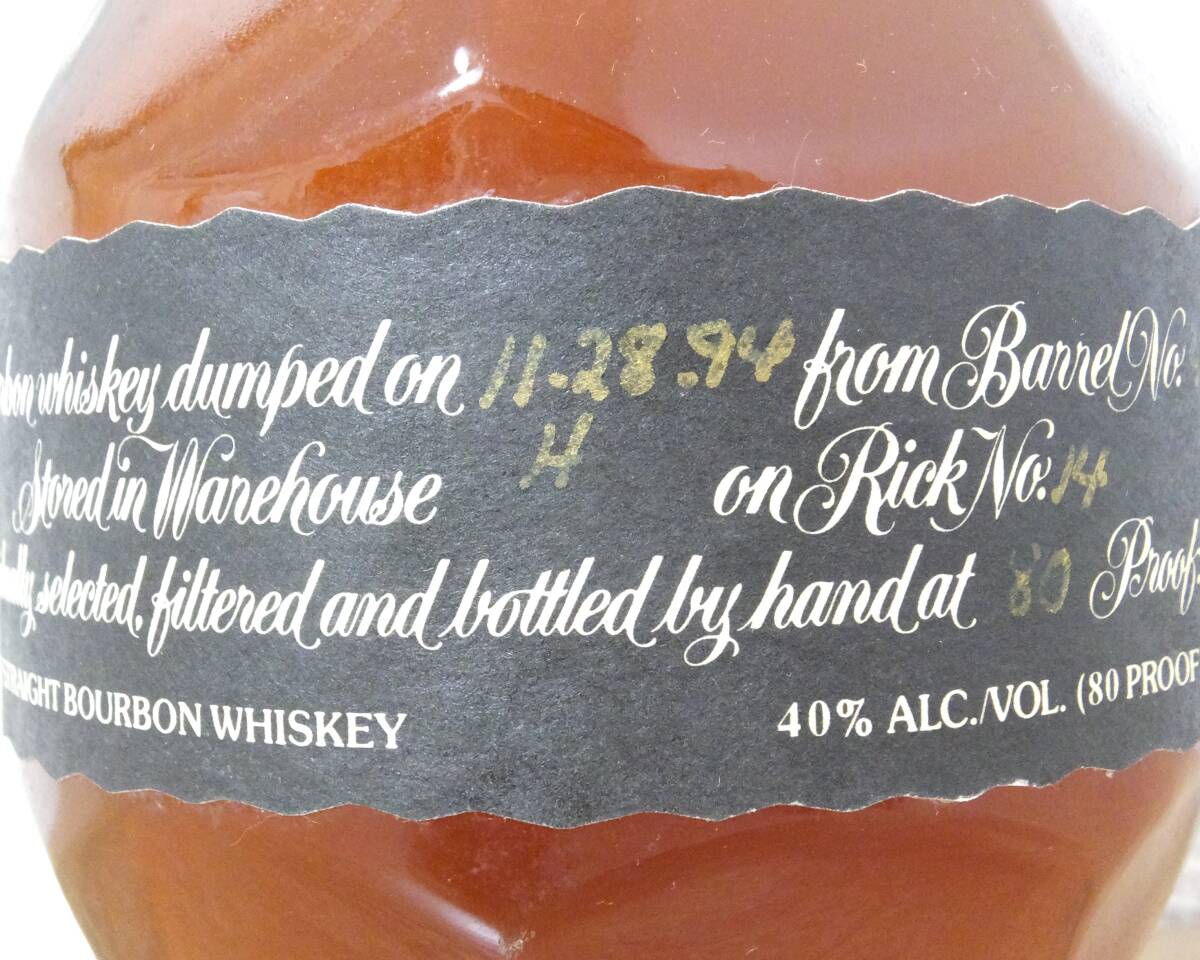 whiskey dumped on 11-28.94 from Barrel No.
Stored in Warehouse H on Rick No. 14
selected, filtered and bottled by hand at 80 Proof
STRAIGHT BOURBON WHISKEY 40% ALC./VOL. (80 PROOF